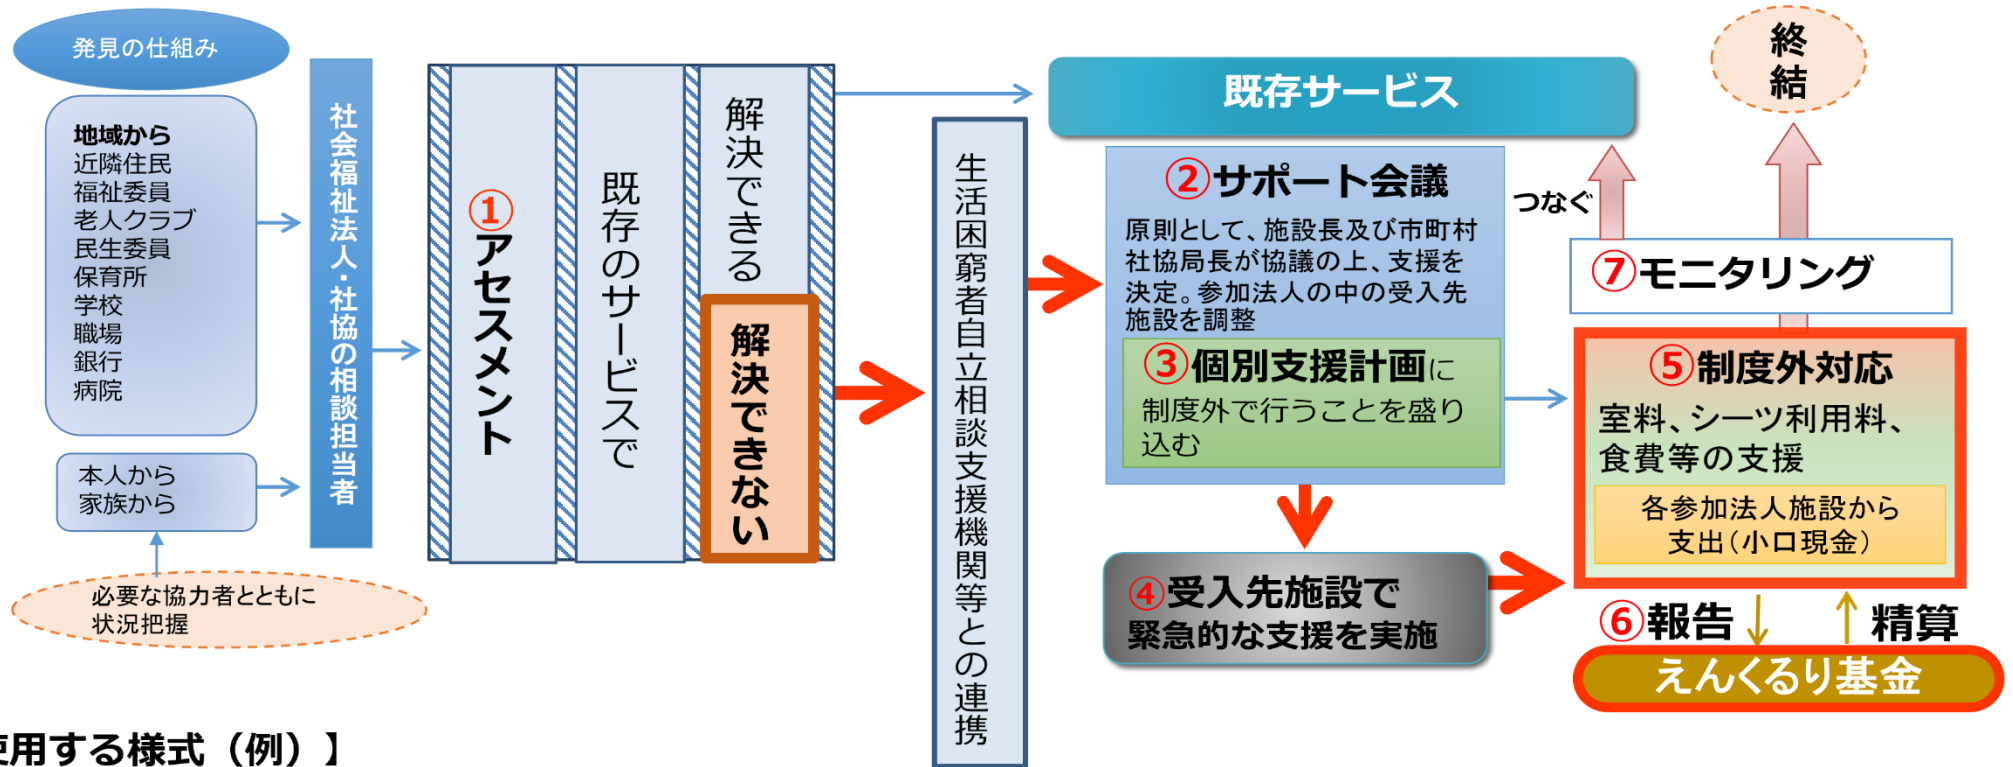 発見の仕組み
地域から
近隣住民
福祉委員
老人クラブ
民生委員
保育所
学校
職場
銀行
病院
本人から
家族から
必要な協力者とともに
状況把握
社会福祉法人・社協の相談担当者
①アセスメント
既存のサービスで
解決できる
解決できない
生活困窮者自立相談支援機関等との連携
既存サービス
②サポート会議
原則として、施設長及び市町村
社協局長が協議の上、支援を
決定。参加法人の中の受入先
施設を調整
③個別支援計画に
制度外で行うことを盛り
込む
④受入先施設で
緊急的な支援を実施
終
結
つなぐ
⑦モニタリング
⑤制度外対応
室料、シーツ利用料、
食費等の支援
各参加法人施設から
支出（小口現金）
⑥報告
精算
えんくるり基金
使用する様式（例）】